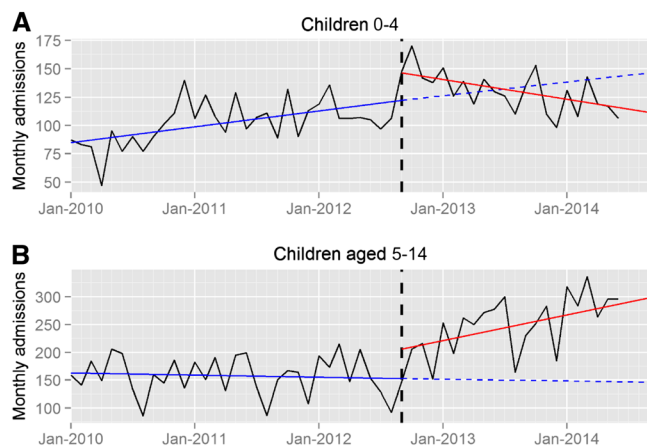 A
Children 0-4
Monthly admissions
175
150
125
100
75
50
Jan-2010
Jan-2011
Jan-2012
Jan-2013
Jan-2014
B
Children aged 5-14
Monthly admissions
300
250
200
150
100
Jan-2010
Jan-2011
Jan-2012
Jan-2013
Jan-2014